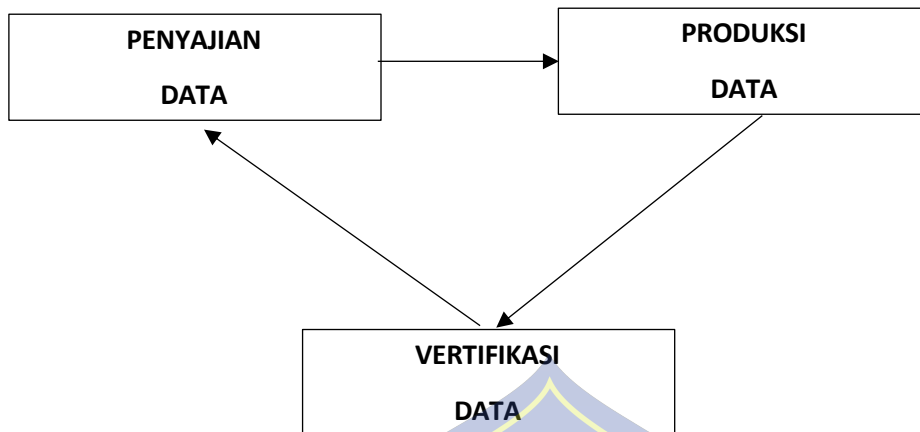 PENYAJIAN
DATA
PRODUKSI
DATA
VERTIFIKASI
DATA